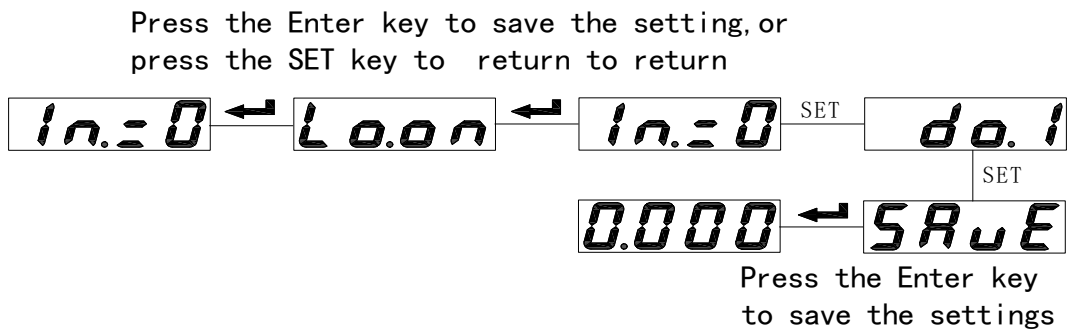 Press the Enter key to save the setting, or
press the SET key to return to return
In.=0 Lo.on In.=0 SET do.1
SET
0.000 SAvE
Press the Enter key
to save the settings